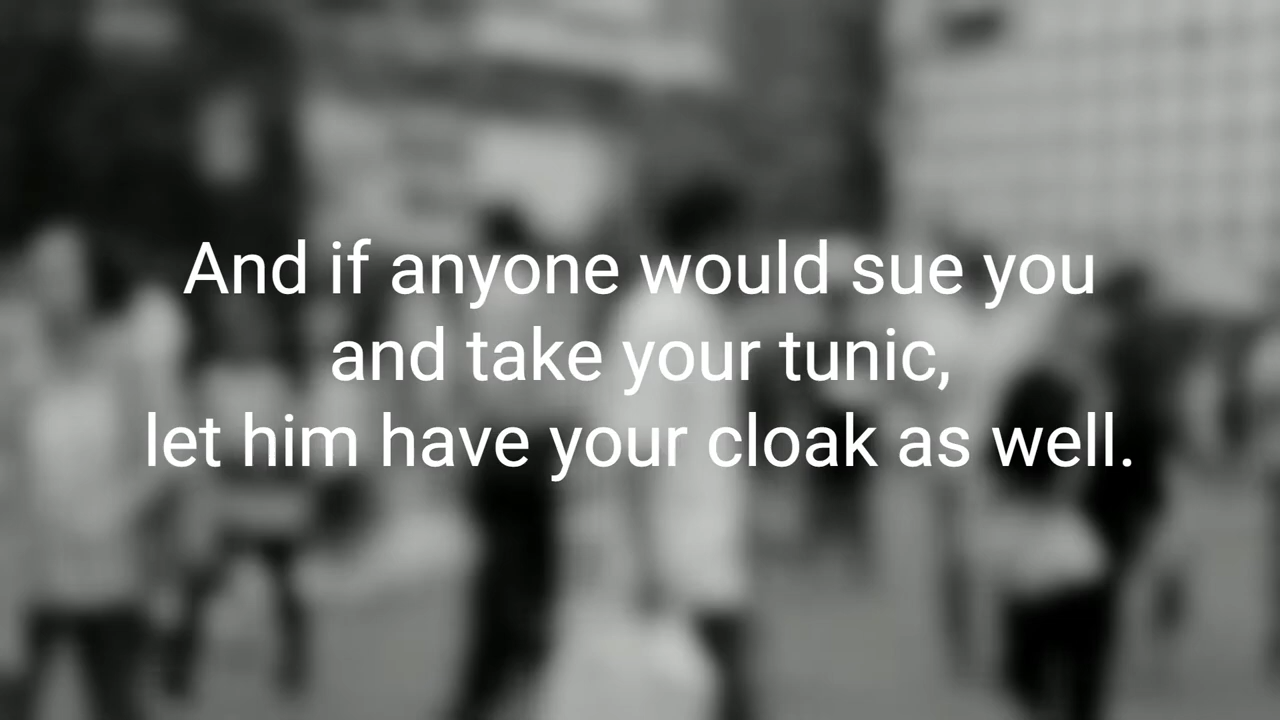 And if anyone would sue you
and take your tunic,
let him have your cloak as well.